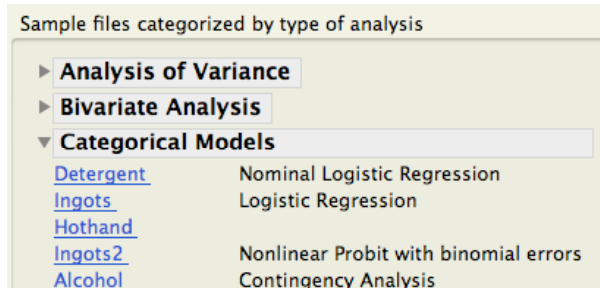 Sample files categorized by type of analysis
Analysis of Variance
Bivariate Analysis
Categorical Models
Detergent Nominal Logistic Regression
Ingots Logistic Regression
Hothand
Ingots2 Nonlinear Probit with binomial errors
Alcohol Contingency Analysis